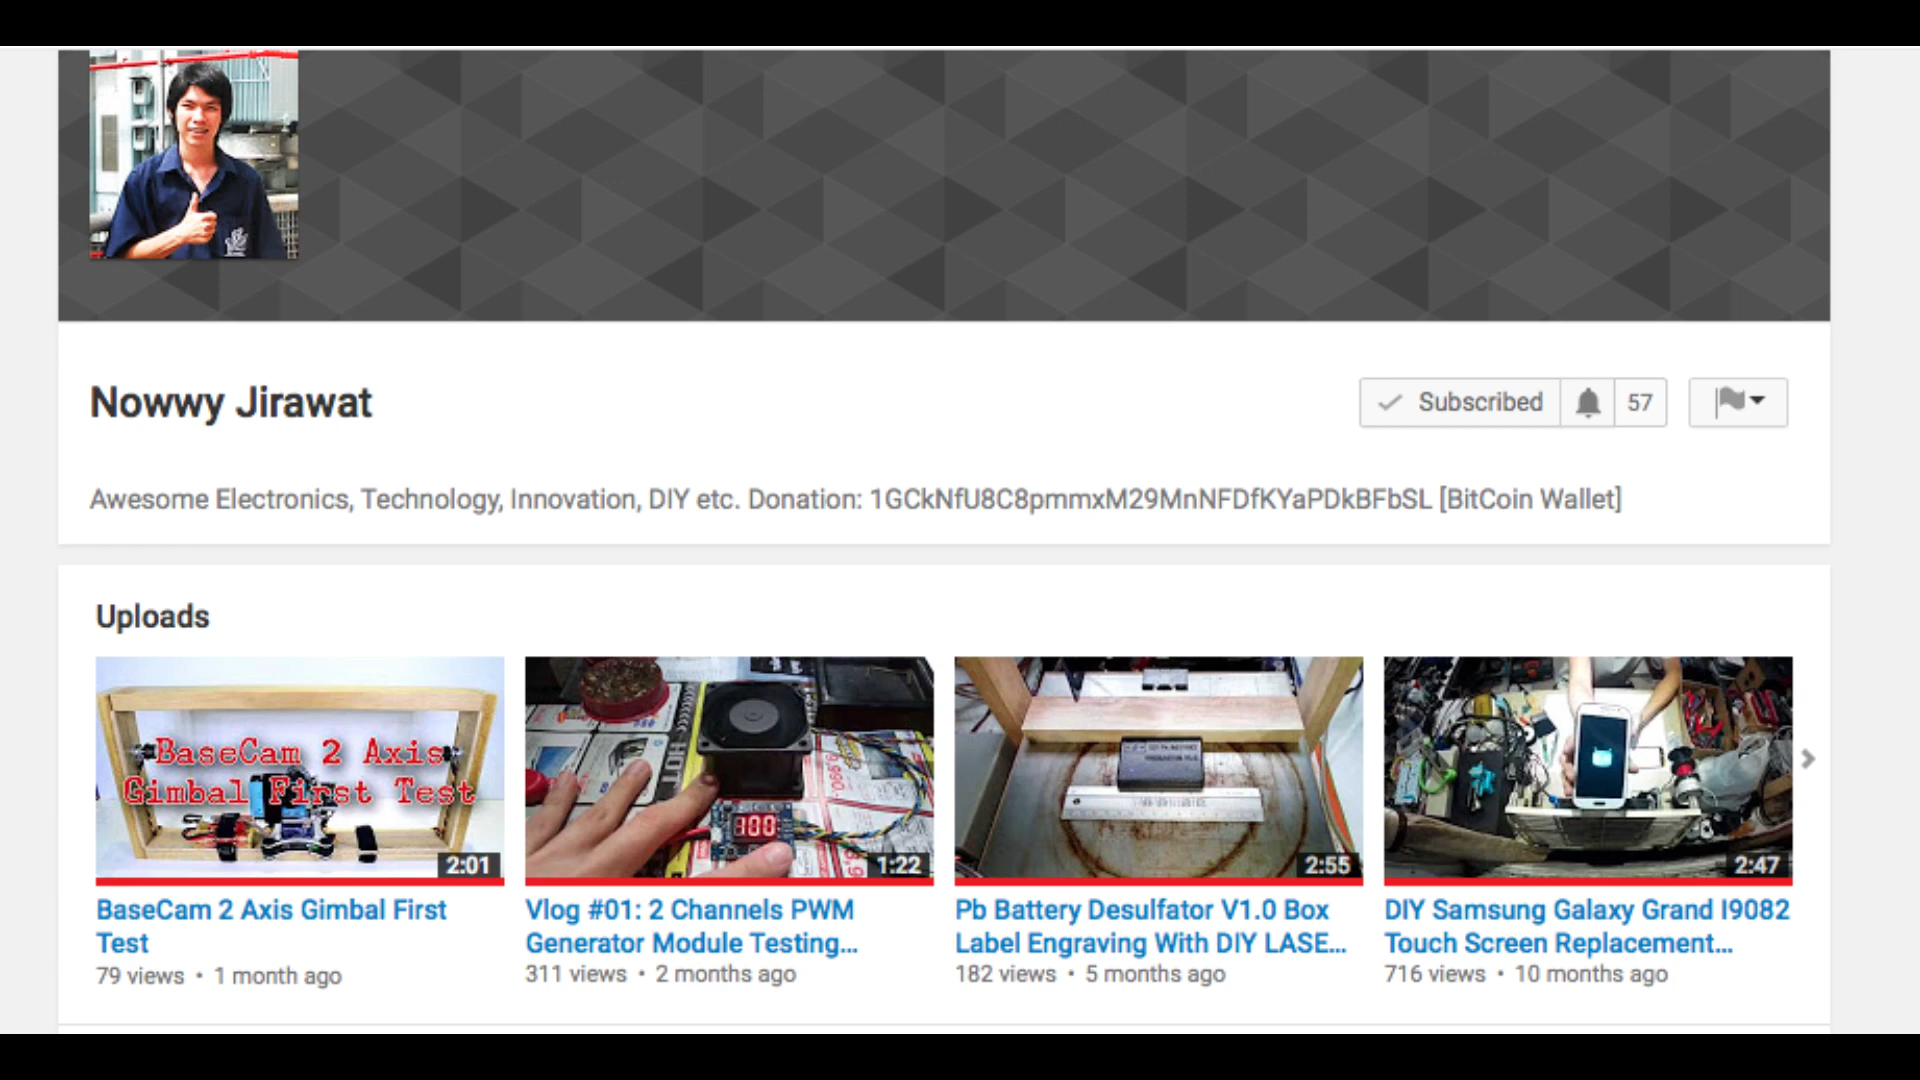 Nowwy Jirawat
Subscribed
57
Awesome Electronics, Technology, Innovation, DIY etc. Donation: 1GCkNfU8C8pmmxM29MnNFDfKYaPDkBFbSL [BitCoin Wallet]
Uploads
BaseCam 2 Axis
Gimbal First Test
2:01
100
1:22
2:55
2:47
BaseCam 2 Axis Gimbal First
Test
79 views • 1 month ago
Vlog #01: 2 Channels PWM
Generator Module Testing...
311 views • 2 months ago
Pb Battery Desulfator V1.0 Box
Label Engraving With DIY LASE...
182 views • 5 months ago
DIY Samsung Galaxy Grand I9082
Touch Screen Replacement...
716 views • 10 months ago